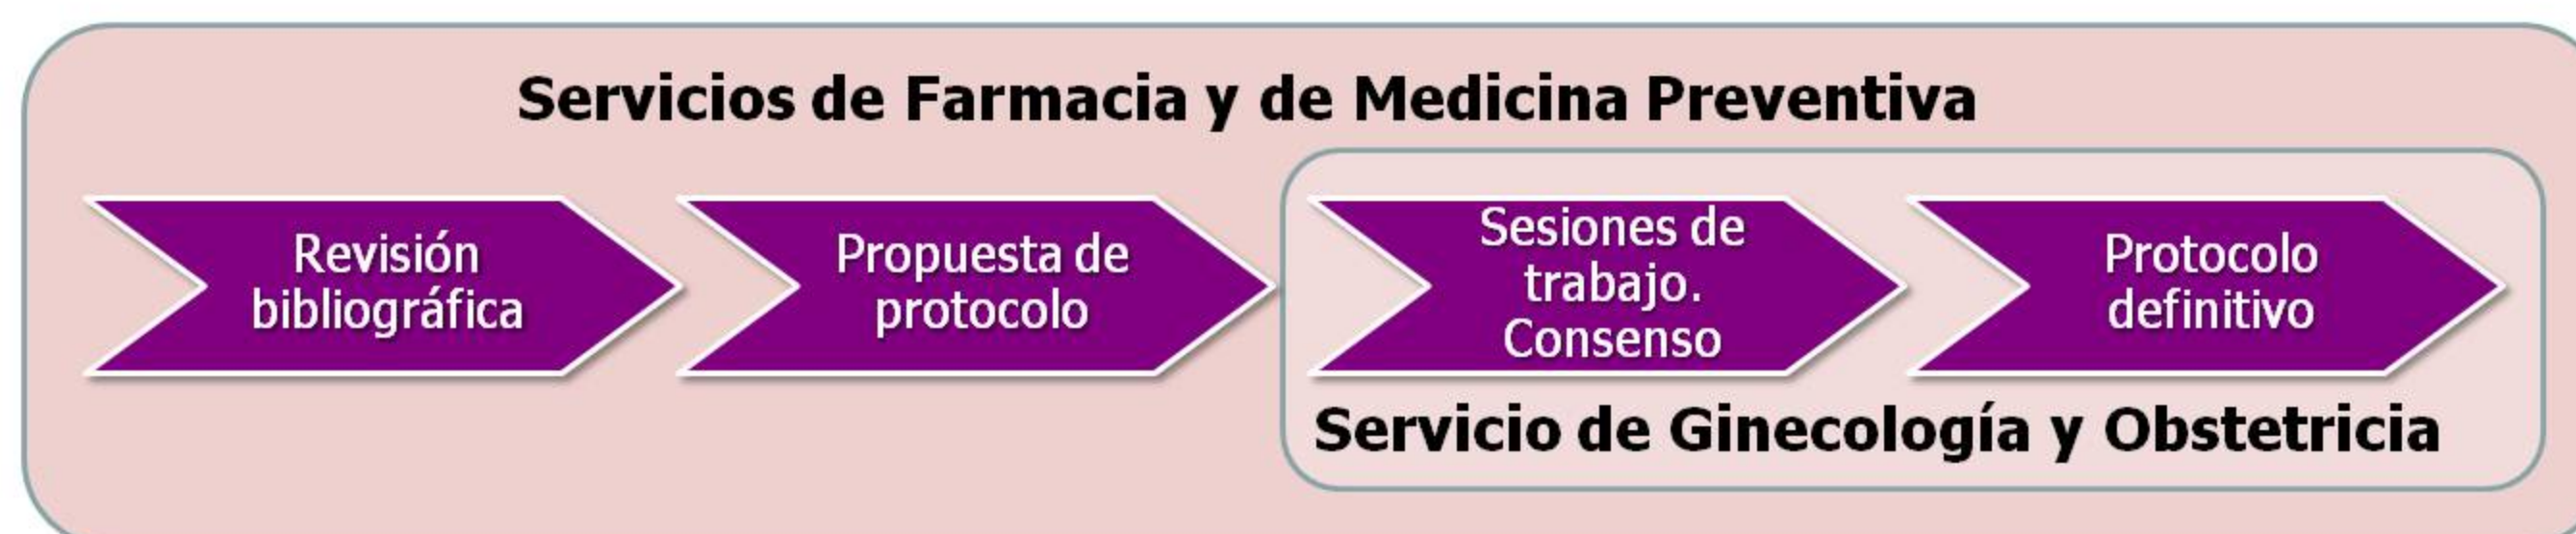 Servicios de Farmacia y de Medicina Preventiva
Revisión
bibliográfica
Propuesta de
protocolo
Sesiones de
trabajo.
Consenso
Protocolo
definitivo
Servicio de Ginecología y Obstetricia